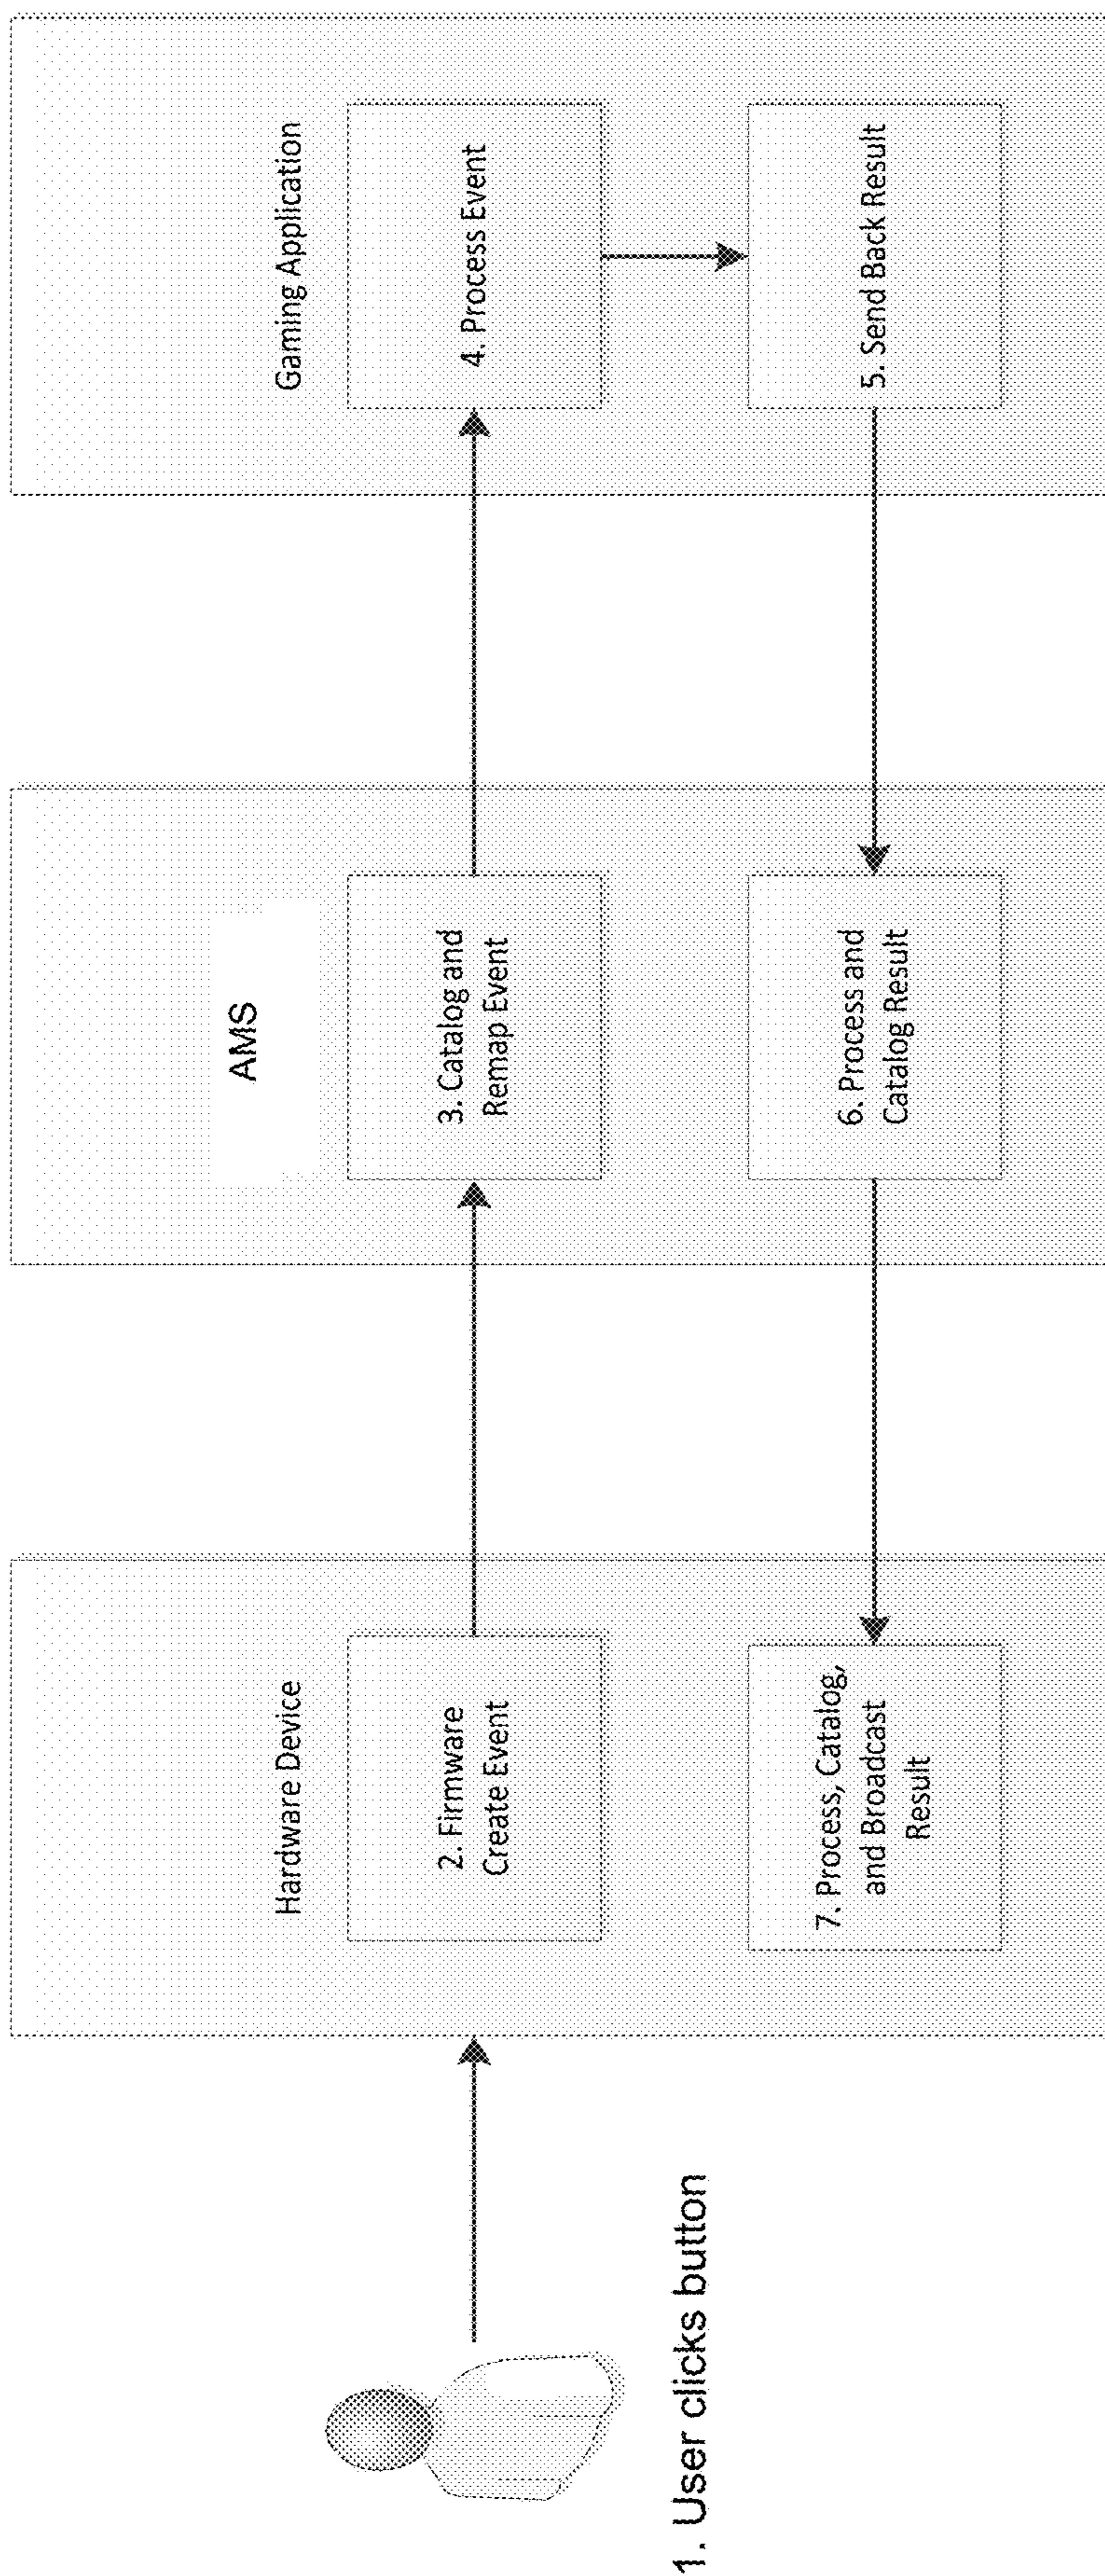 1. User clicks button
Hardware Device
2. Firmware
Create Event
7. Process, Catalog,
and Broadcast
Result
AMS
3. Catalog and
Remap Event
6. Process and
Catalog Result
Gaming Application
4. Process Event
5. Send Back Result